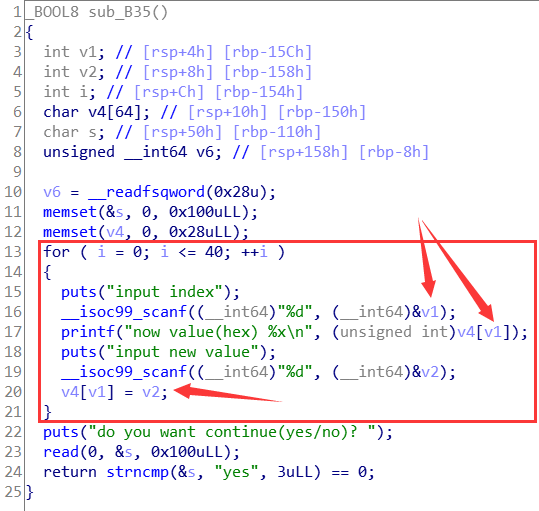 1 _BOOL8 sub_B35()
2 {
3 int v1; // [rsp+4h] [rbp-15Ch]
4 int v2; // [rsp+8h] [rbp-158h]
5 int i; // [rsp+Ch] [rbp-154h]
6 char v4[64]; // [rsp+10h] [rbp-150h]
7 char s; // [rsp+50h] [rbp-110h]
8 unsigned __int64 v6; // [rsp+158h] [rbp-8h]
9
10 v6 = __readfsqword(0x28u);
11 memset(&s, 0, 0x100uLL);
12 memset(v4, 0, 0x28uLL);
13 for ( i = 0; i <= 40; ++i )
14 {
15 puts("input index");
16 __isoc99_scanf((__int64)"%d", (__int64)&v1);
17 printf("now value(hex) %x\n", (unsigned int)v4[v1]);
18 puts("input new value");
19 __isoc99_scanf((__int64)"%d", (__int64)&v2);
20 v4[v1] = v2;
21 }
22 puts("do you want continue(yes/no)? ");
23 read(0, &s, 0x100uLL);
24 return strncmp(&s, "yes", 3uLL) == 0;
25 }